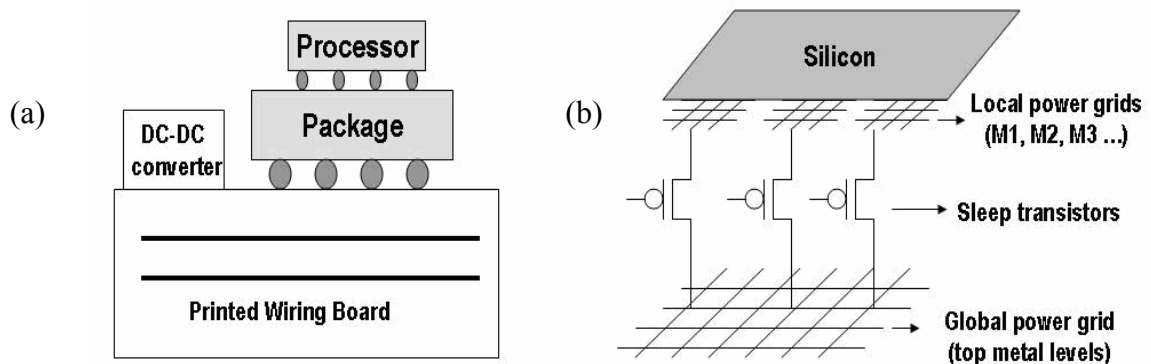 (a)
Processor
Package
DC-DC
converter
Printed Wiring Board
(b)
Silicon
Local power grids
(M1, M2, M3 ...)
Sleep transistors
Global power grid
(top metal levels)